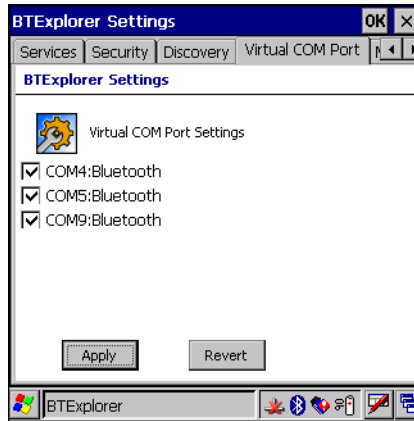 BTExplorer Settings OK
Services Security Discovery Virtual COM Port
BTExplorer Settings
Virtual COM Port Settings
COM4:Bluetooth
COM5:Bluetooth
COM9:Bluetooth
Apply Revert
BTExplorer